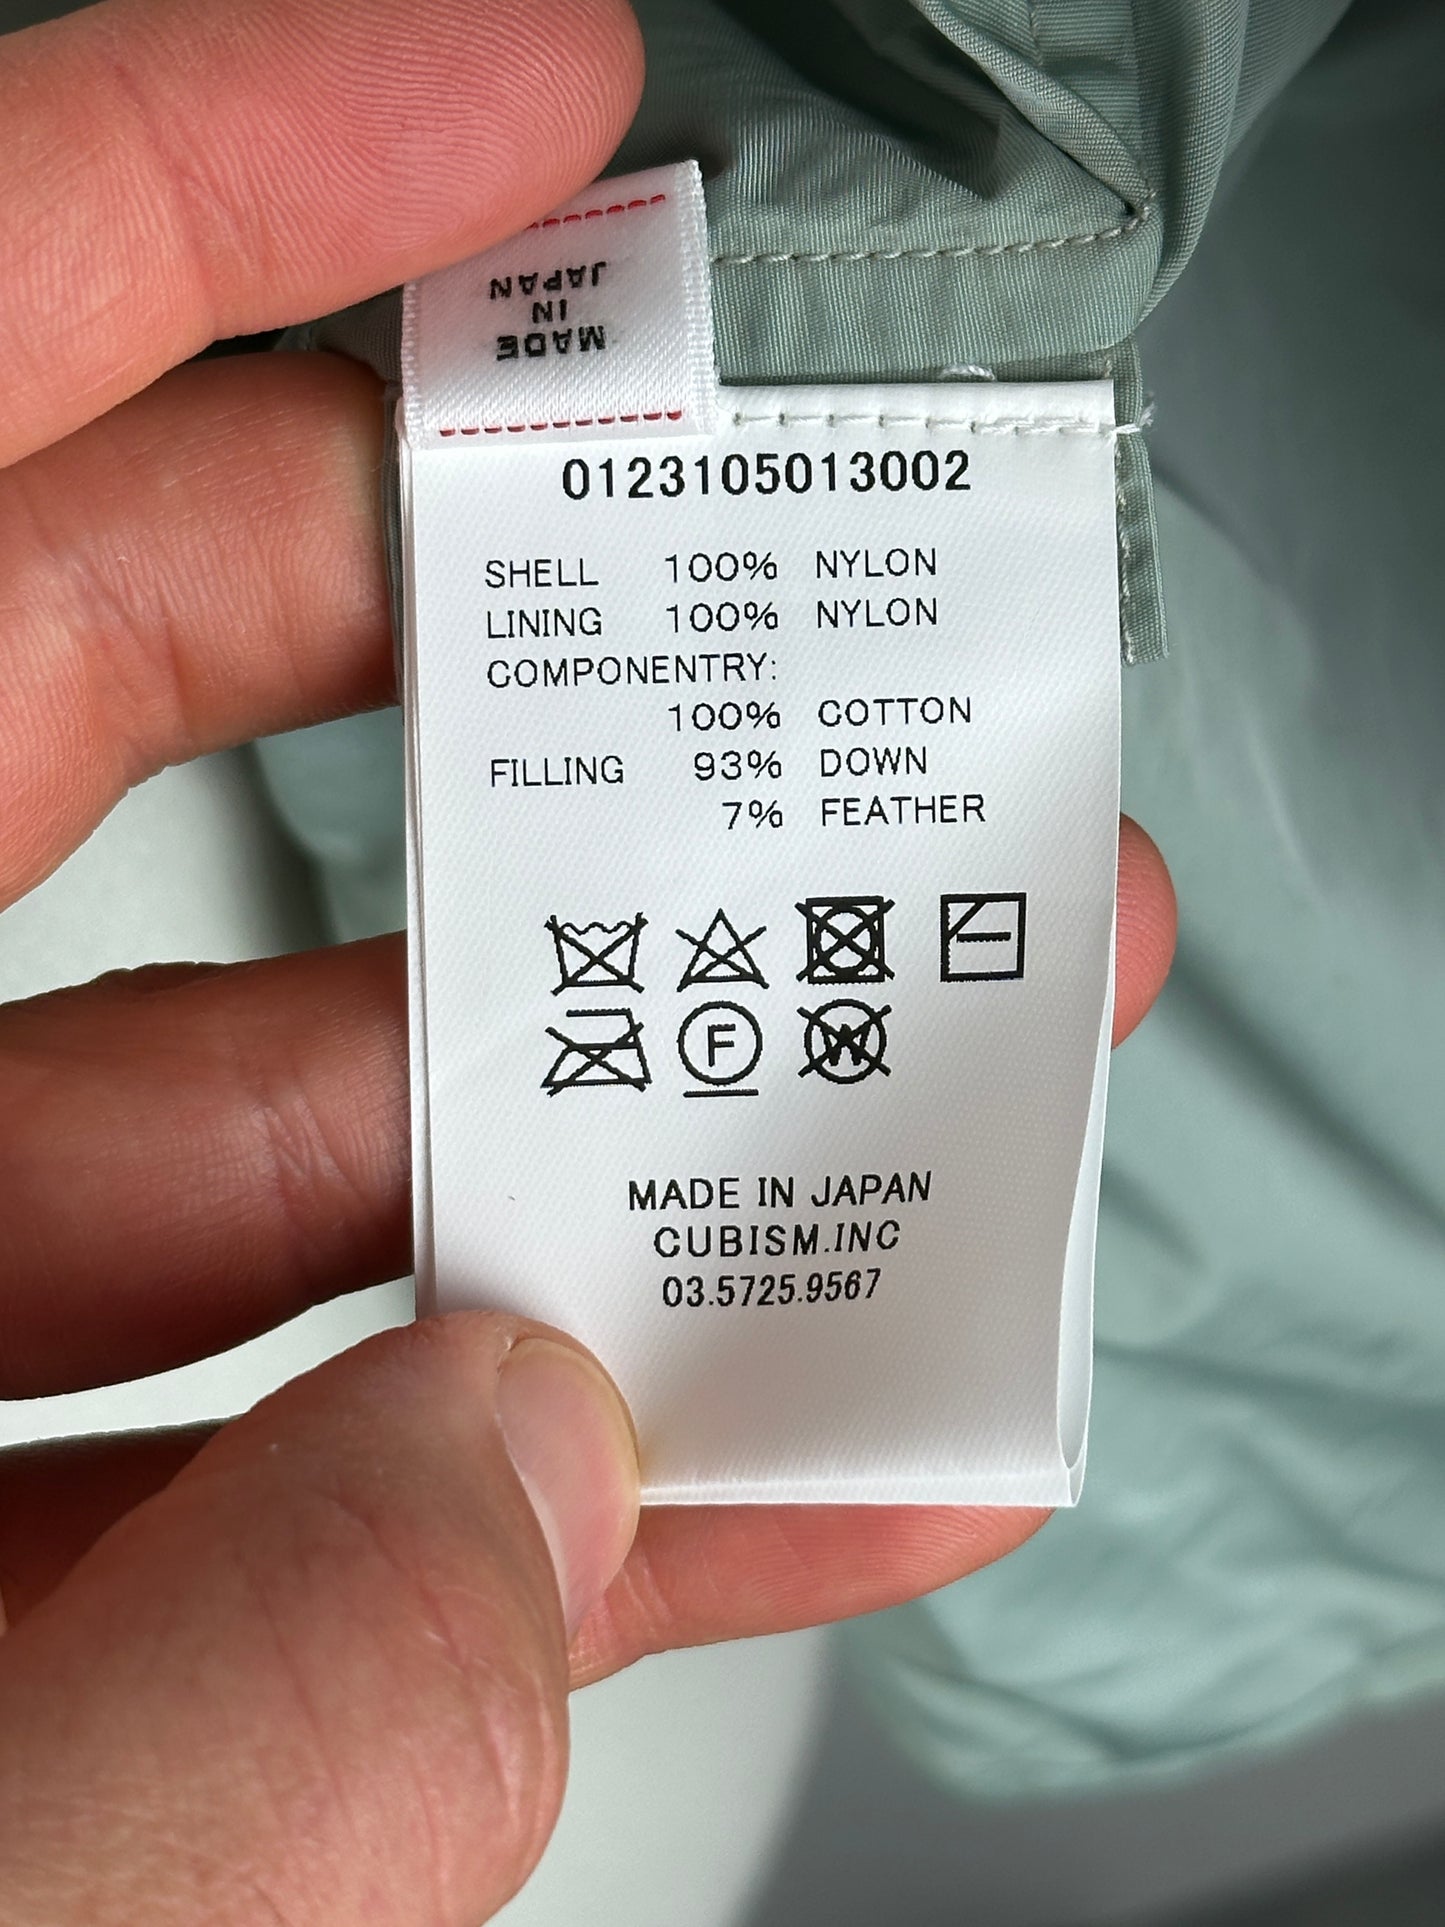 MADE
IN
JAPAN
0123105013002
SHELL 100% NYLON
LINING 100% NYLON
COMPONENTRY:
100% COTTON
FILLING 93% DOWN
7% FEATHER
F
W
MADE IN JAPAN
CUBISM.INC
03.5725.9567